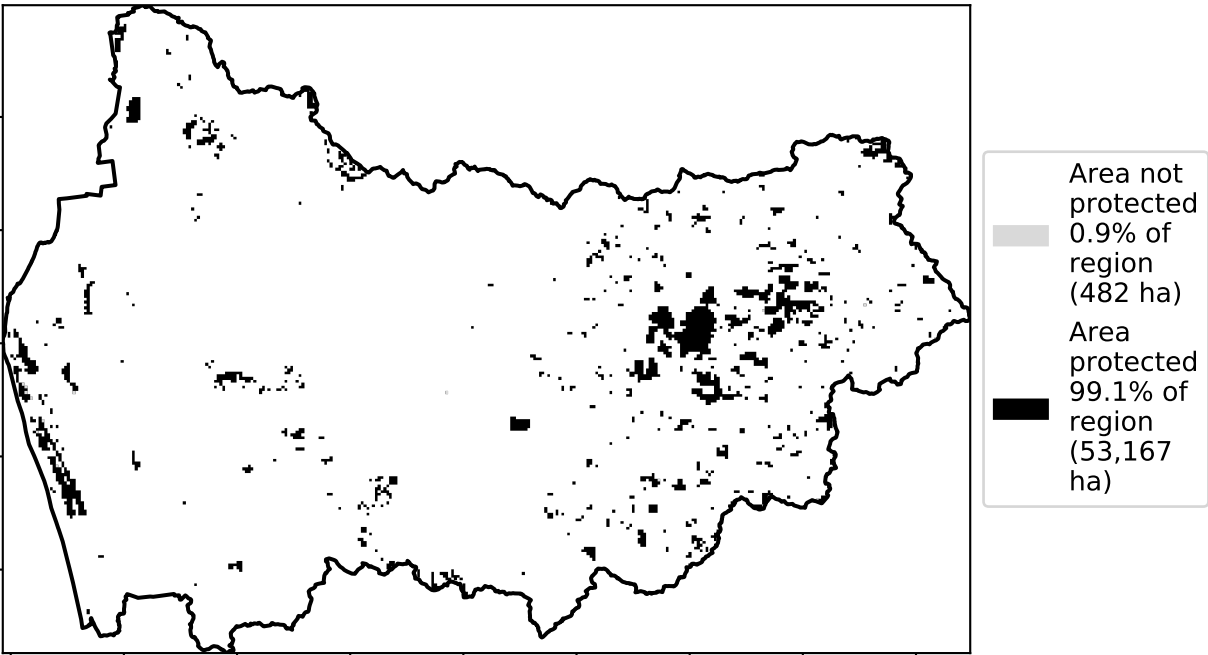 Area not
protected
0.9% of
region
(482 ha)
Area
protected
99.1% of
region
(53,167
ha)